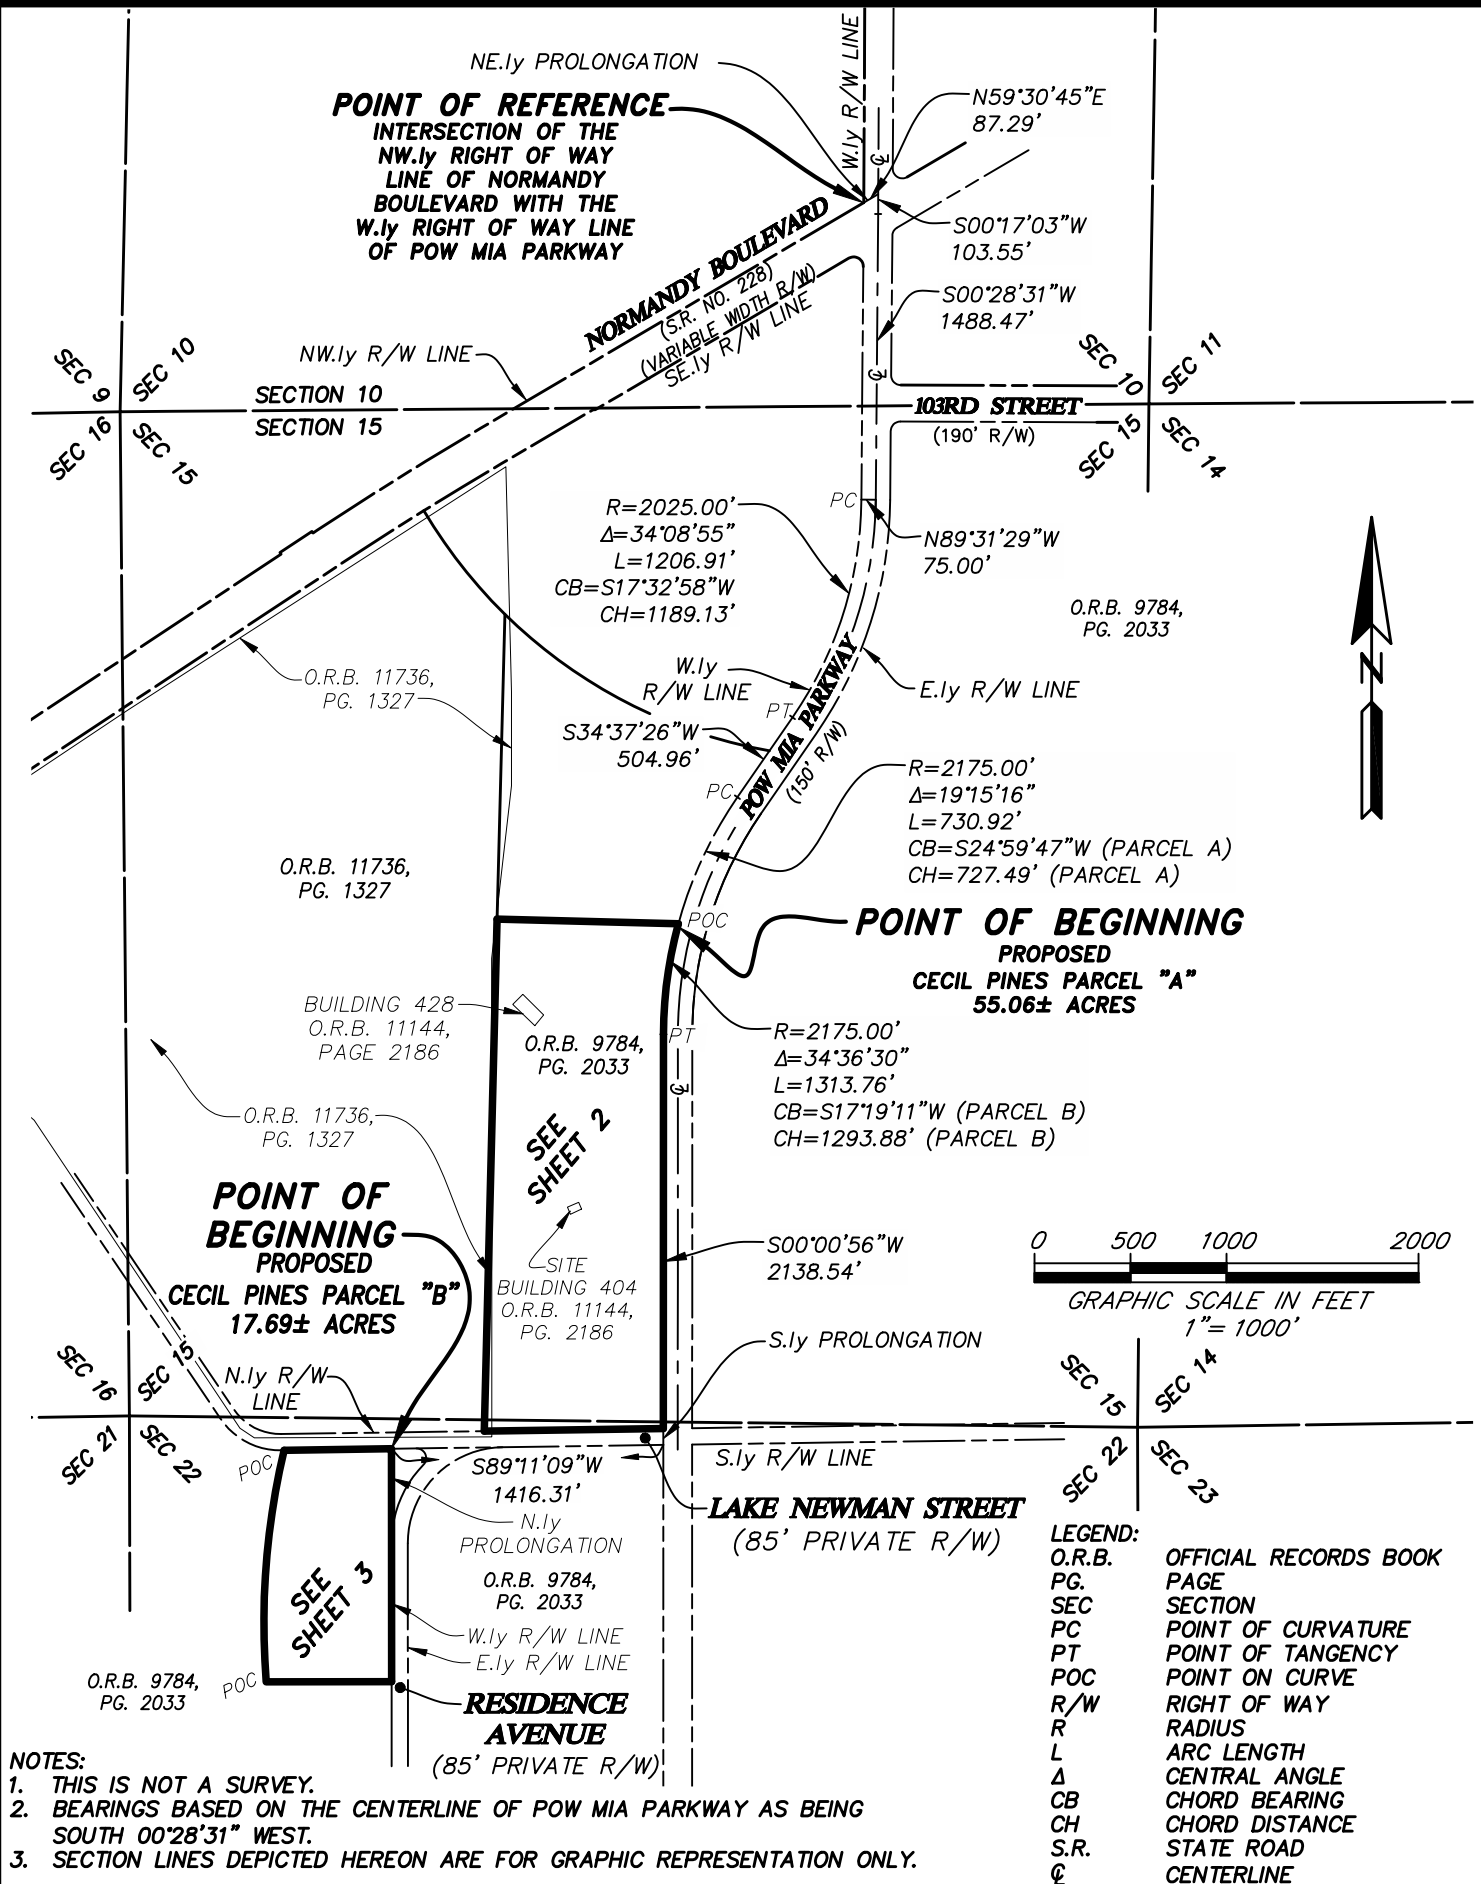 NE.ly PROLONGATION
W.ly R/W LINE
POINT OF REFERENCE
INTERSECTION OF THE
NW.ly RIGHT OF WAY
LINE OF NORMANDY
BOULEVARD WITH THE
W.ly RIGHT OF WAY LINE
OF POW MIA PARKWAY
N59°30'45"E
87.29'
S00°17'03"W
103.55'
S00°28'31"W
1488.47'
NORMANDY BOULEVARD
(S.R. NO. 228)
(VARIABLE WIDTH R/W)
SE.ly R/W LINE
NW.ly R/W LINE
SEC 9
SEC 10
SEC 16
SEC 15
SECTION 10
SECTION 15
SEC 10
SEC 11
SEC 15
SEC 14
103RD STREET
(190' R/W)
R=2025.00'
Δ=34°08'55"
L=1206.91'
CB=S17°32'58"W
CH=1189.13'
PC
N89°31'29"W
75.00'
O.R.B. 9784,
PG. 2033
N
O.R.B. 11736,
PG. 1327
W.ly
R/W LINE
E.ly R/W LINE
PT
S34°37'26"W
504.96'
POW MIA PARKWAY
(150' R/W)
PC
R=2175.00'
Δ=19°15'16"
L=730.92'
CB=S24°59'47"W (PARCEL A)
CH=727.49' (PARCEL A)
O.R.B. 11736,
PG. 1327
POC
POINT OF BEGINNING
PROPOSED
CECIL PINES PARCEL "A"
55.06± ACRES
BUILDING 428
O.R.B. 11144,
PAGE 2186
O.R.B. 9784,
PG. 2033
PT
R=2175.00'
Δ=34°36'30"
L=1313.76'
CB=S17°19'11"W (PARCEL B)
CH=1293.88' (PARCEL B)
O.R.B. 11736,
PG. 1327
SEE
SHEET 2
POINT OF
BEGINNING
PROPOSED
CECIL PINES PARCEL "B"
17.69± ACRES
SITE
BUILDING 404
O.R.B. 11144,
PG. 2186
S00°00'56"W
2138.54'
0 500 1000 2000
GRAPHIC SCALE IN FEET
1"= 1000'
S.ly PROLONGATION
SEC 16
SEC 15
SEC 21
SEC 22
N.ly R/W
LINE
SEC 15
SEC 14
SEC 22
SEC 23
POC
S89°11'09"W
1416.31'
S.ly R/W LINE
N.ly
PROLONGATION
LAKE NEWMAN STREET
(85' PRIVATE R/W)
O.R.B. 9784,
PG. 2033
SEE
SHEET 3
W.ly R/W LINE
E.ly R/W LINE
O.R.B. 9784,
PG. 2033
POC
RESIDENCE
AVENUE
(85' PRIVATE R/W)
LEGEND:
O.R.B. OFFICIAL RECORDS BOOK
PG. PAGE
SEC SECTION
PC POINT OF CURVATURE
PT POINT OF TANGENCY
POC POINT ON CURVE
R/W RIGHT OF WAY
R RADIUS
L ARC LENGTH
Δ CENTRAL ANGLE
CB CHORD BEARING
CH CHORD DISTANCE
S.R. STATE ROAD
℄ CENTERLINE
NOTES:
1. THIS IS NOT A SURVEY.
2. BEARINGS BASED ON THE CENTERLINE OF POW MIA PARKWAY AS BEING
SOUTH 00°28'31" WEST.
3. SECTION LINES DEPICTED HEREON ARE FOR GRAPHIC REPRESENTATION ONLY.